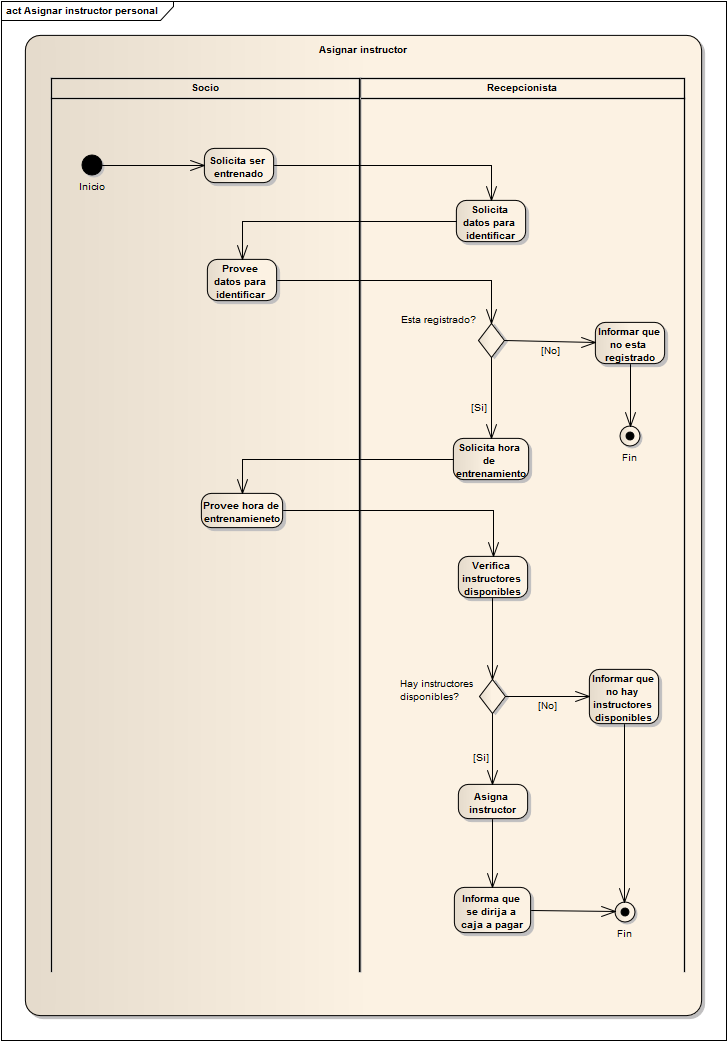 act Asignar instructor personal
Asignar instructor
Socio
Recepcionista
Inicio
Solicita ser
entrenado
Solicita
datos para
identificar
Provee
datos para
identificar
Esta registrado?
[No]
Informar que
no esta
registrado
Fin
[Si]
Solicita hora
de
entrenamiento
Provee hora de
entrenamieneto
Verifica
instructores
disponibles
Hay instructores
disponibles?
[No]
Informar que
no hay
instructores
disponibles
[Si]
Asigna
instructor
Informa que
se dirija a
caja a pagar
Fin